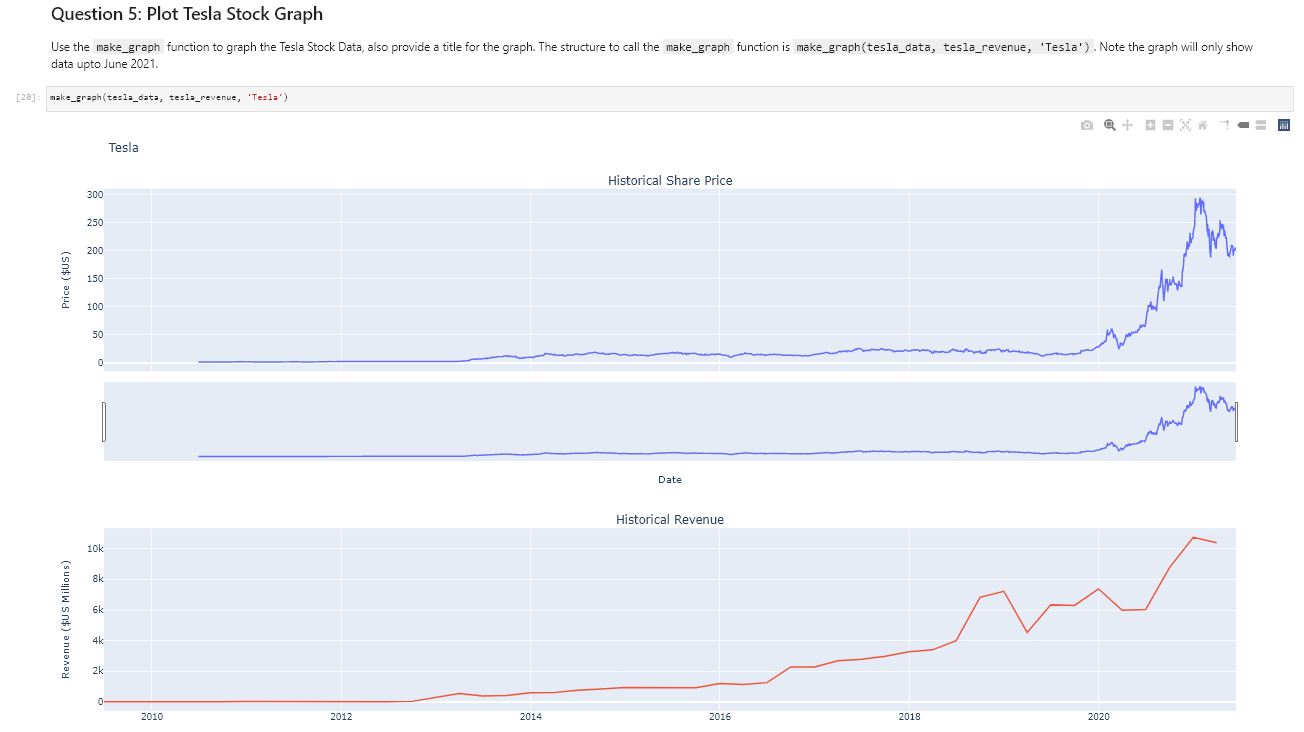 Question 5: Plot Tesla Stock Graph
Use the make_graph function to graph the Tesla Stock Data, also provide a title for the graph. The structure to call the make_graph function is make_graph(tesla_data, tesla_revenue, 'Tesla'). Note the graph will only show
data upto June 2021.
[20]: make_graph(tesla_data, tesla_revenue, 'Tesla')
Tesla
Historical Share Price
300
250
200
150
100
50
0
Price ($US)
Date
Historical Revenue
10k
8k
6k
4k
2k
0
Revenue ($US Millions)
2010 2012 2014 2016 2018 2020